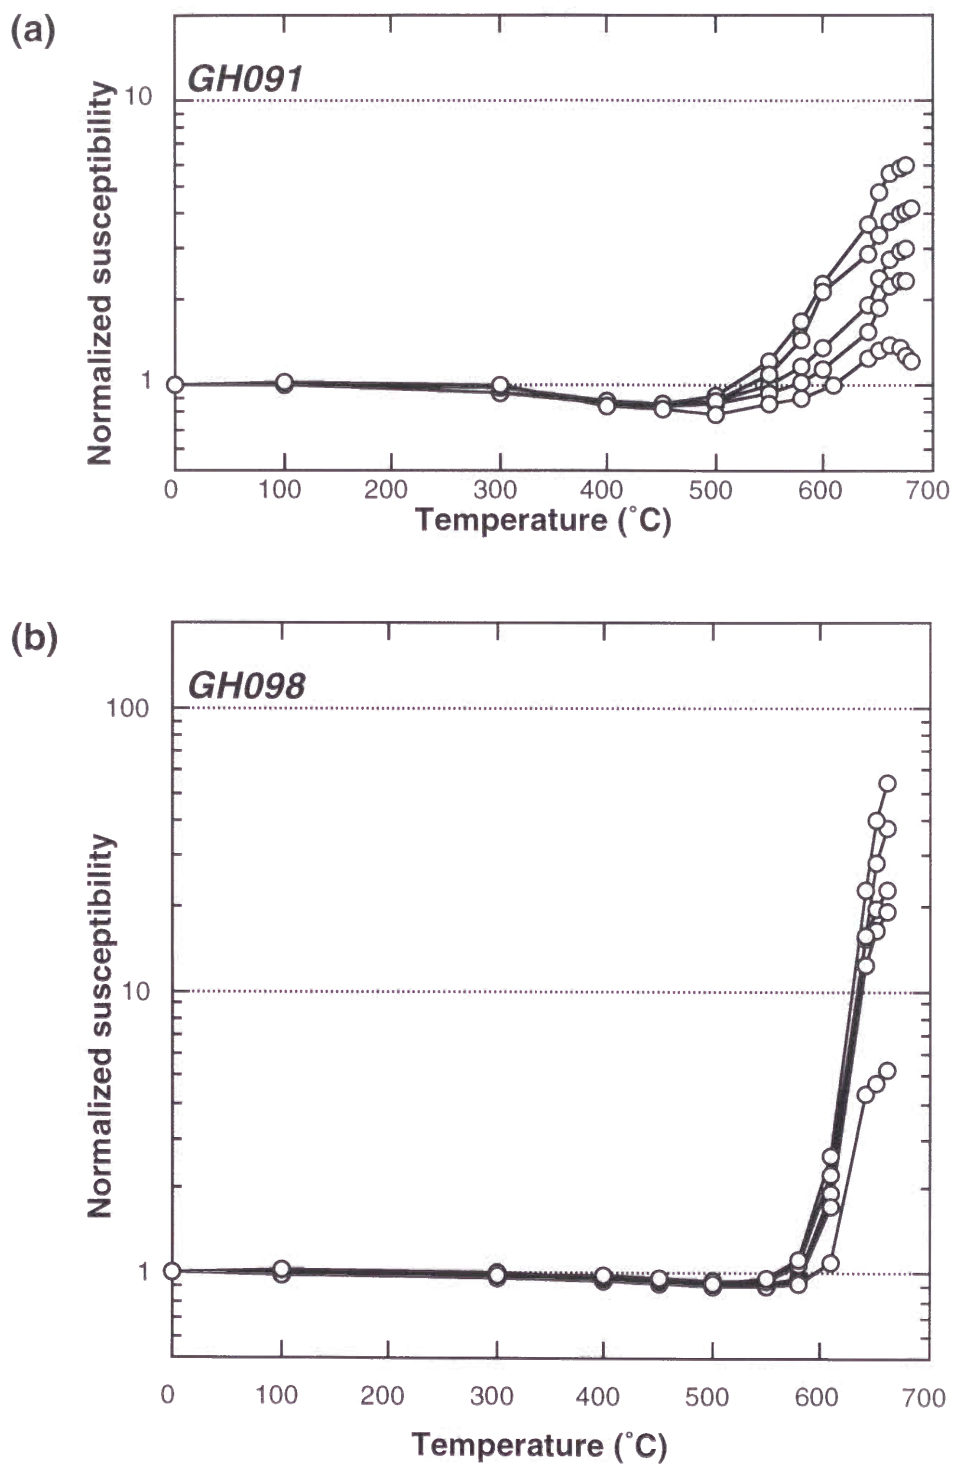 (a)
GH091
10
1
Normalized susceptibility
0 100 200 300 400 500 600 700
Temperature (°C)
(b)
GH098
100
10
1
Normalized susceptibility
0 100 200 300 400 500 600 700
Temperature (°C)